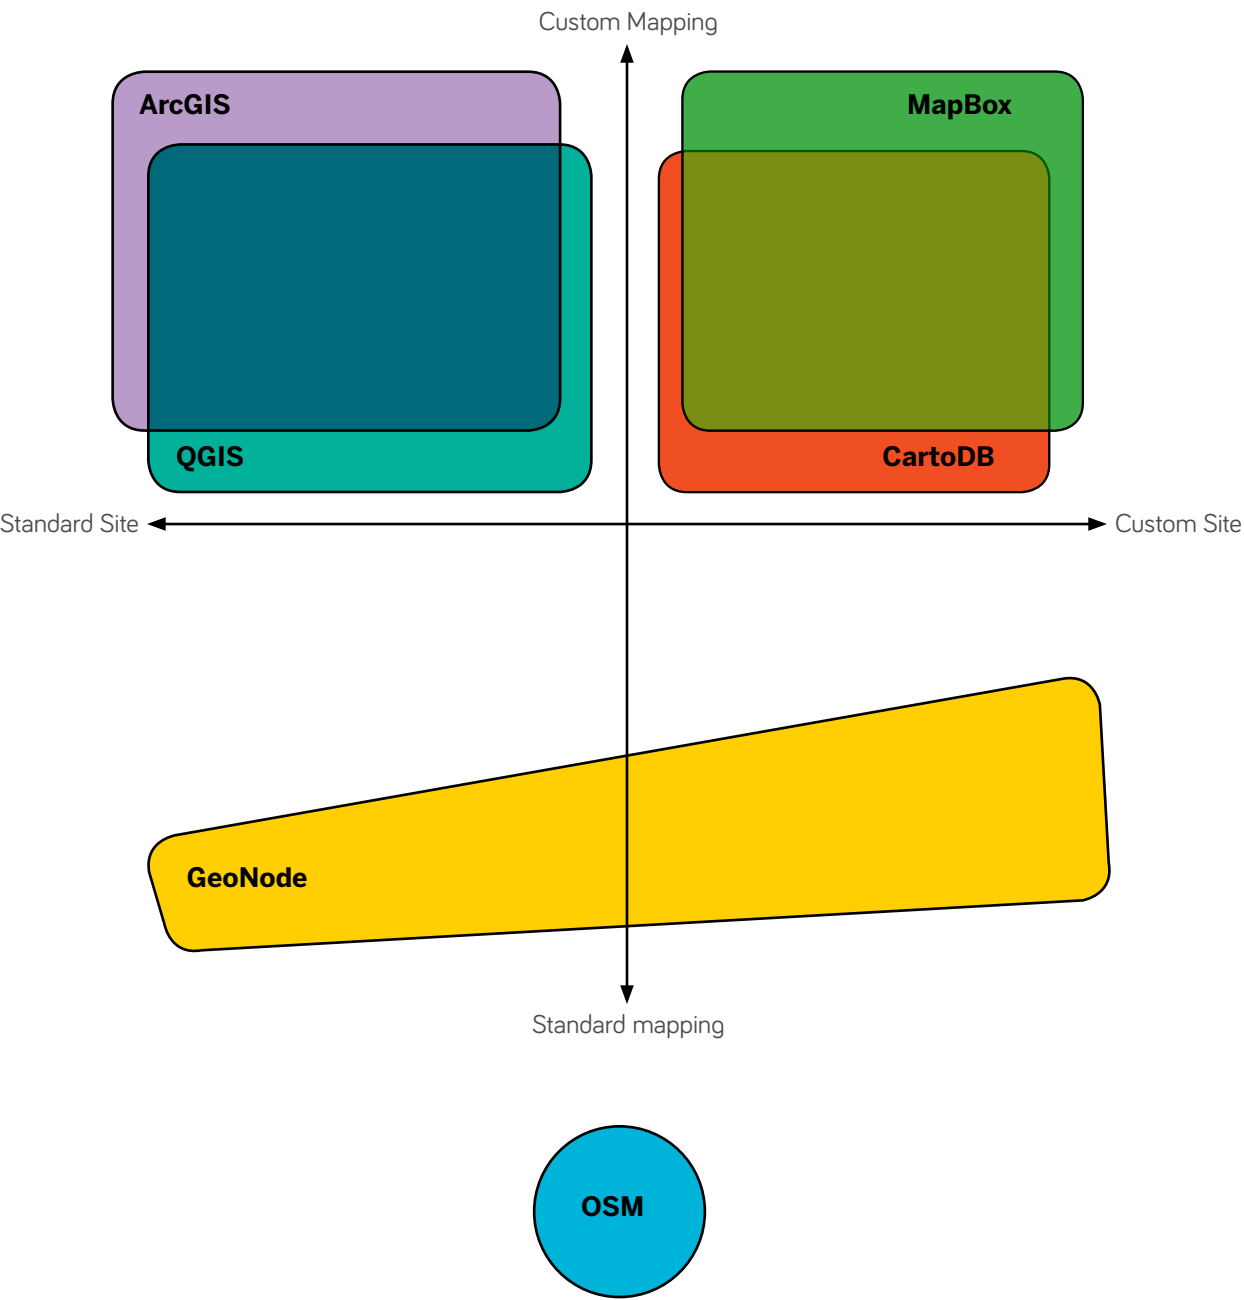 Custom Mapping
ArcGIS
MapBox
QGIS
CartoDB
Standard Site
Custom Site
GeoNode
Standard mapping
OSM